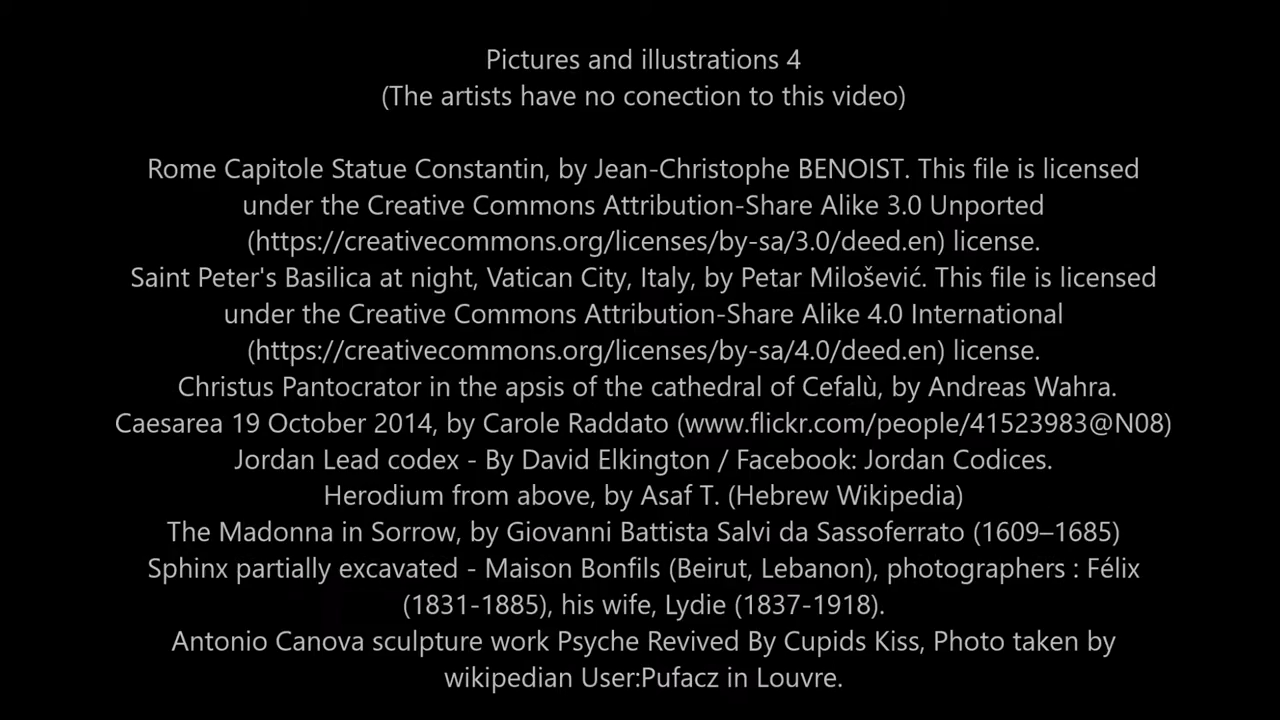 Pictures and illustrations 4
(The artists have no conection to this video)
Rome Capitole Statue Constantin, by Jean-Christophe BENOIST. This file is licensed
under the Creative Commons Attribution-Share Alike 3.0 Unported
(https://creativecommons.org/licenses/by-sa/3.0/deed.en) license.
Saint Peter's Basilica at night, Vatican City, Italy, by Petar Milošević. This file is licensed
under the Creative Commons Attribution-Share Alike 4.0 International
(https://creativecommons.org/licenses/by-sa/4.0/deed.en) license.
Christus Pantocrator in the apsis of the cathedral of Cefalù, by Andreas Wahra.
Caesarea 19 October 2014, by Carole Raddato (www.flickr.com/people/41523983@N08)
Jordan Lead codex - By David Elkington / Facebook: Jordan Codices.
Herodium from above, by Asaf T. (Hebrew Wikipedia)
The Madonna in Sorrow, by Giovanni Battista Salvi da Sassoferrato (1609–1685)
Sphinx partially excavated - Maison Bonfils (Beirut, Lebanon), photographers : Félix
(1831-1885), his wife, Lydie (1837-1918).
Antonio Canova sculpture work Psyche Revived By Cupids Kiss, Photo taken by
wikipedian User:Pufacz in Louvre.